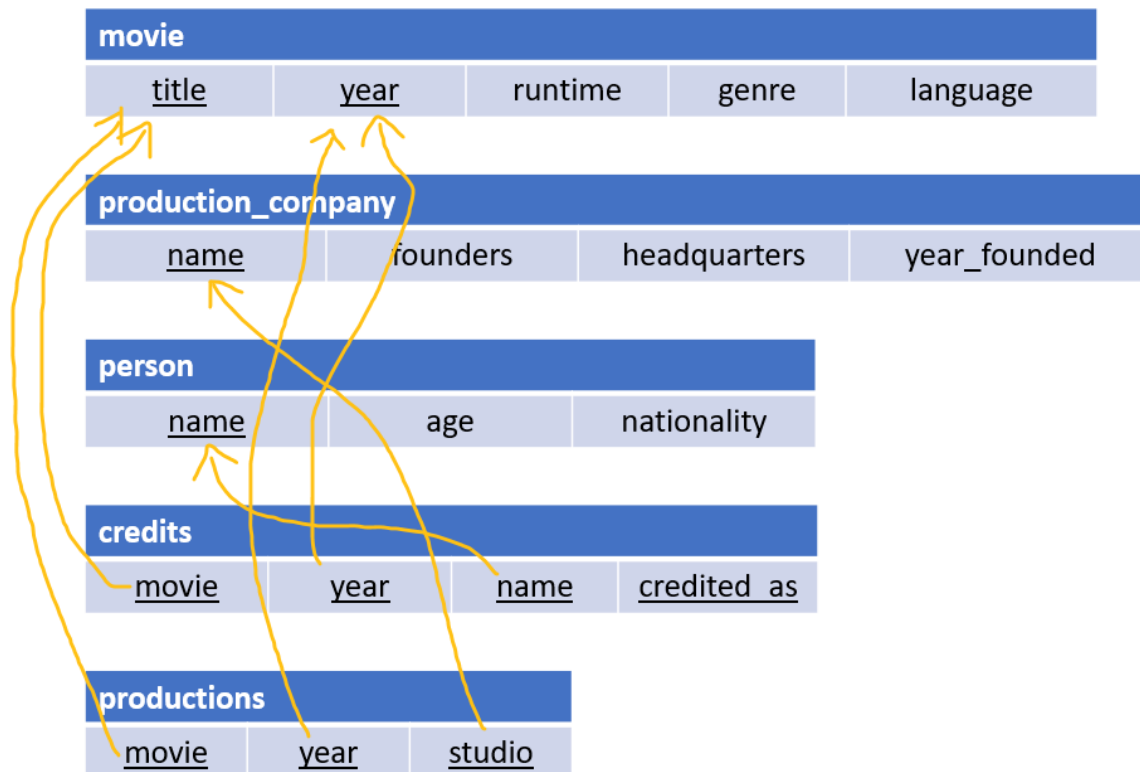 movie
title year runtime genre language
production_company
name founders headquarters year_founded
person
name age nationality
credits
movie year name credited_as
productions
movie year studio